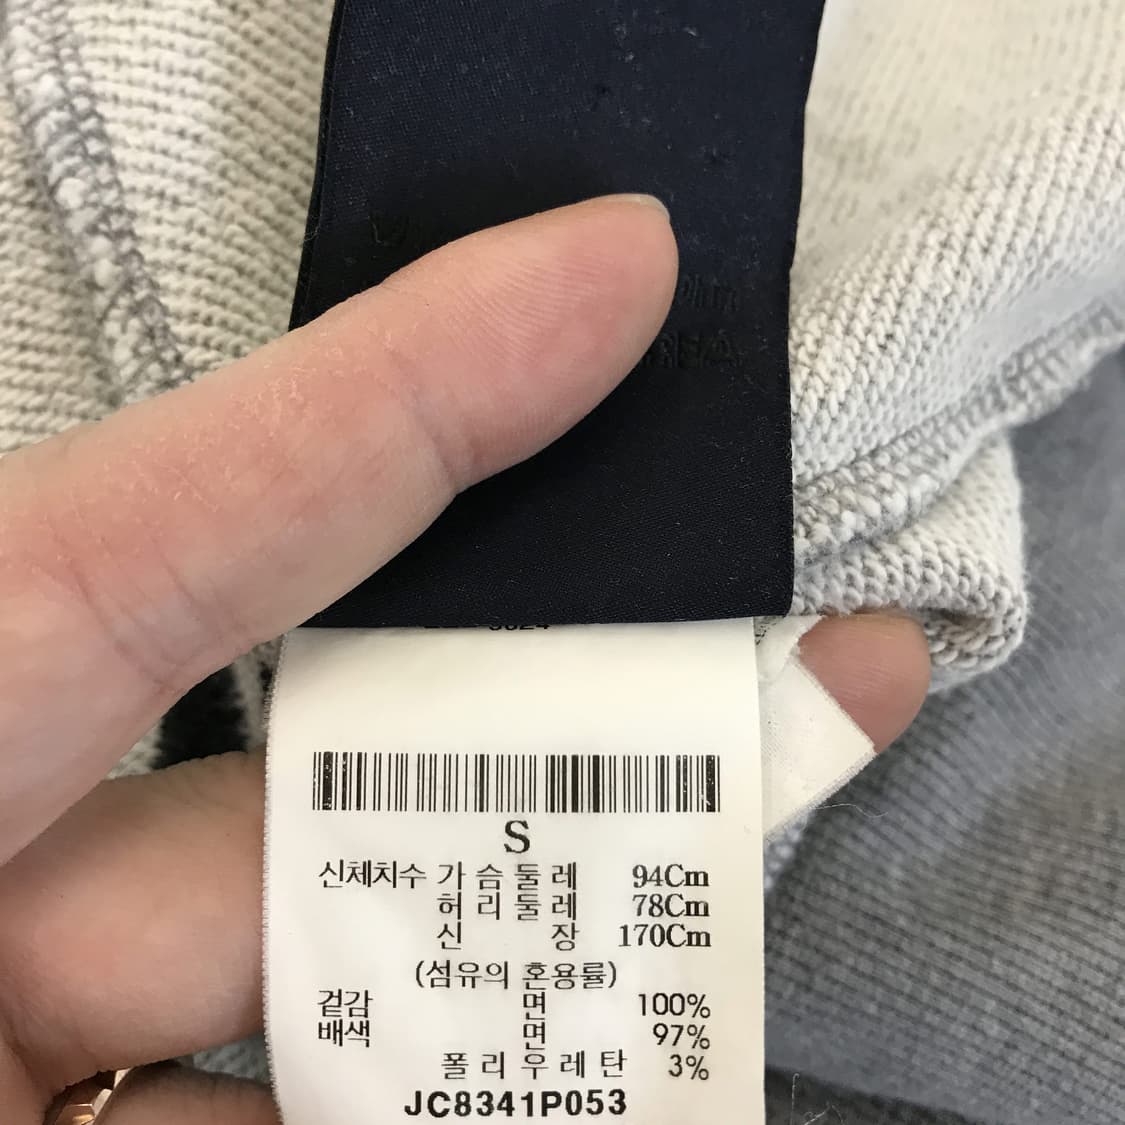 S
신체치수 가슴둘레 94Cm
허리둘레 78Cm
신장 170Cm
(섬유의 혼용률)
겉감 면 100%
배색 면 97%
폴리우레탄 3%
JC8341P053